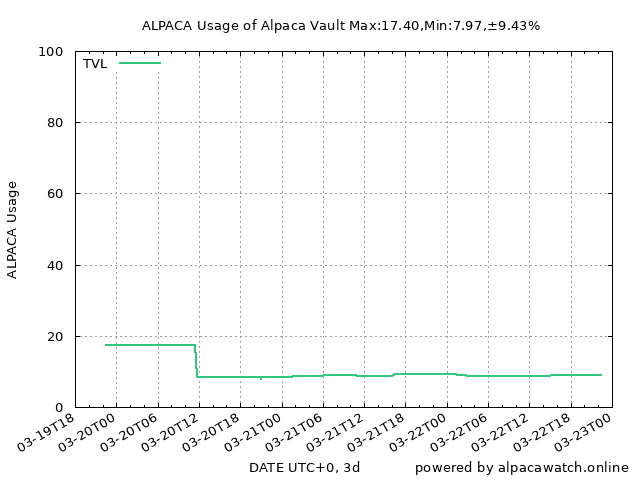 ALPACA Usage of Alpaca Vault Max:17.40,Min:7.97,±9.43%
TVL
100
80
60
40
20
0
ALPACA Usage
03-19T18
03-20T00
03-20T06
03-20T12
03-20T18
03-21T00
03-21T06
03-21T12
03-21T18
03-22T00
03-22T06
03-22T12
03-22T18
03-23T00
DATE UTC+0, 3d
powered by alpacawatch.online